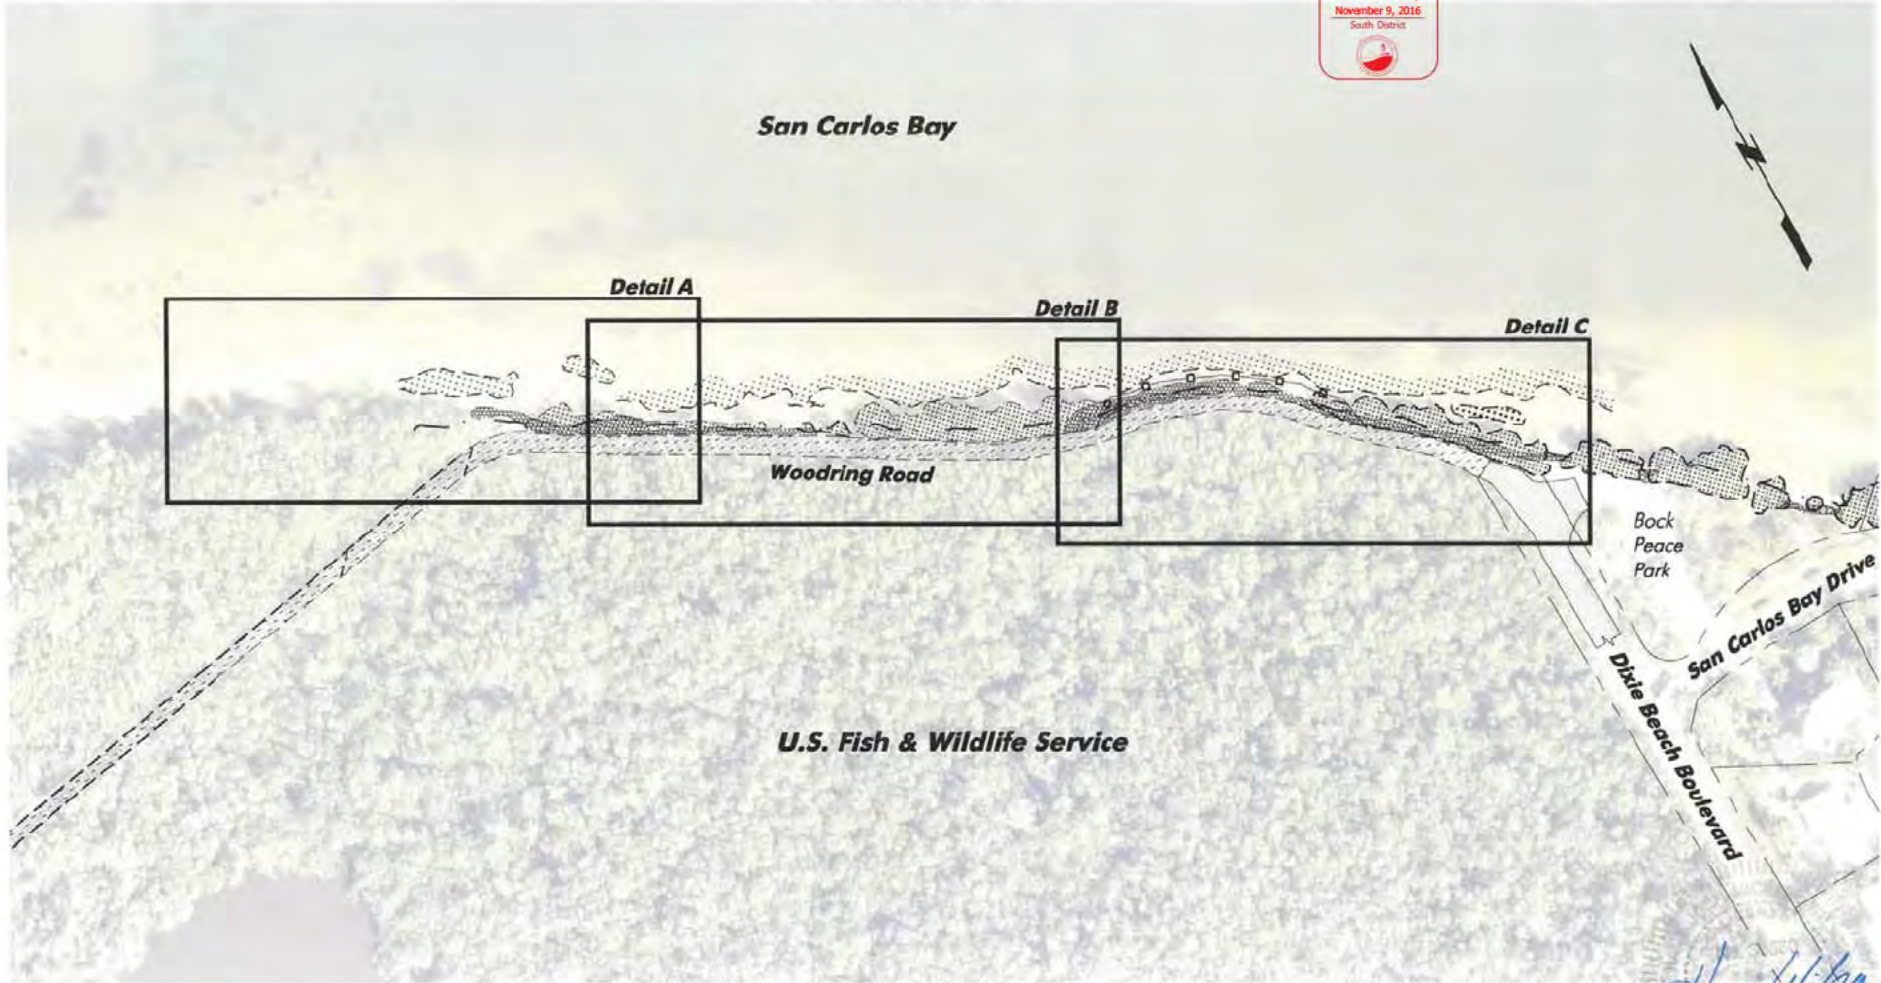 November 9, 2016
South District
San Carlos Bay
Detail A
Detail B
Detail C
Woodring Road
Bock
Peace
Park
San Carlos Bay Drive
Dixie Beach Boulevard
U.S. Fish & Wildlife Service